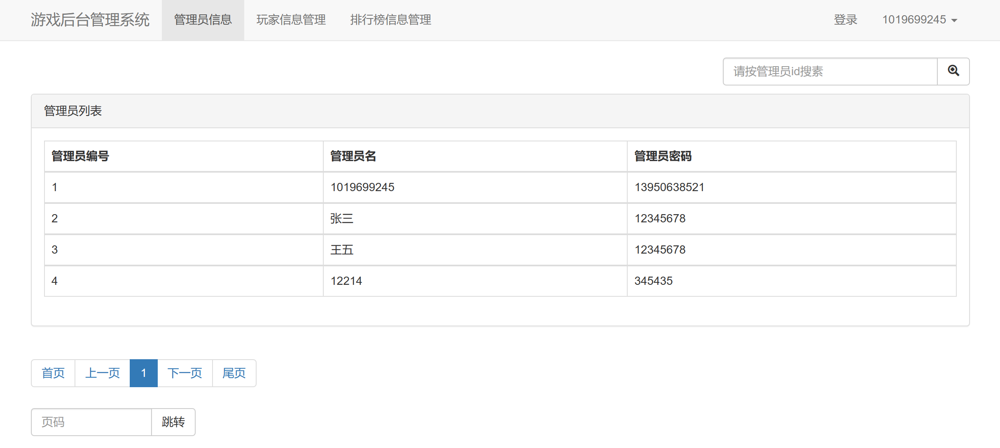 游戏后台管理系统 管理员信息 玩家信息管理 排行榜信息管理 登录 1019699245
请按管理员id搜素
管理员列表
管理员编号 管理员名 管理员密码
1 1019699245 13950638521
2 张三 12345678
3 王五 12345678
4 12214 345435
首页 上一页 1 下一页 尾页
页码 跳转